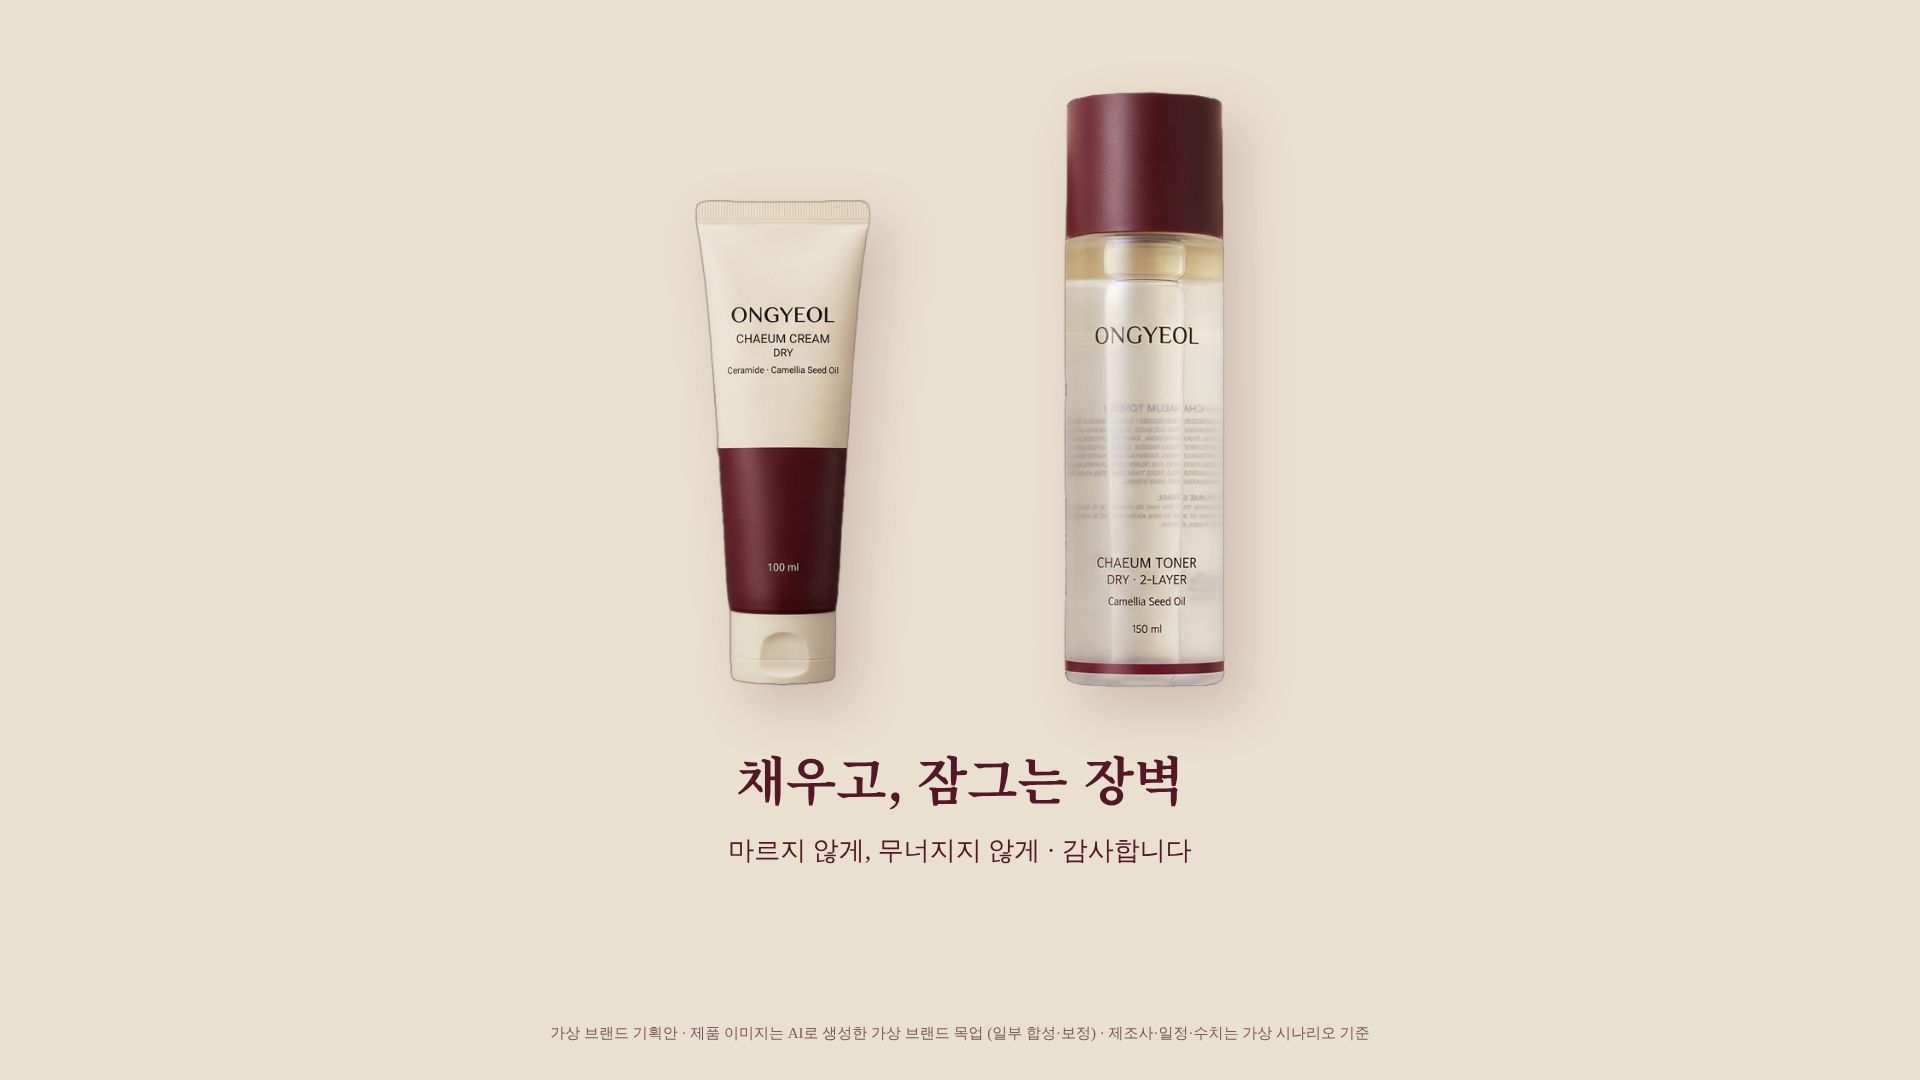 ONGYEOL
CHAEUM CREAM
DRY
Ceramide · Camellia Seed Oil
100 ml
ONGYEOL
CHAEUM TONER
DRY · 2-LAYER
Camellia Seed Oil
150 ml
채우고, 잠그는 장벽
마르지 않게, 무너지지 않게 · 감사합니다
가상 브랜드 기획안 · 제품 이미지는 AI로 생성한 가상 브랜드 목업 (일부 합성·보정) · 제조사·일정·수치는 가상 시나리오 기준